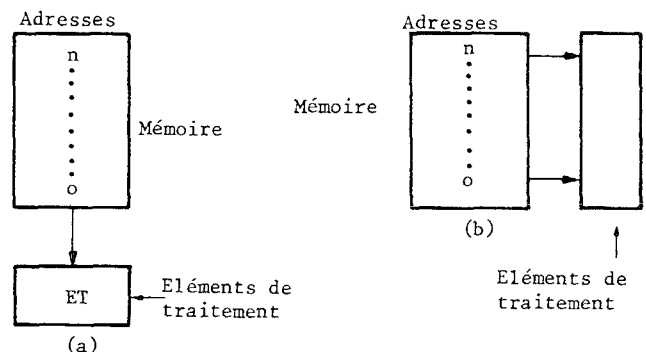 Adresses
n
Mémoire
o
ET
Eléments de
traitement
(a)
Adresses
n
Mémoire
o
(b)
Eléments de
traitement